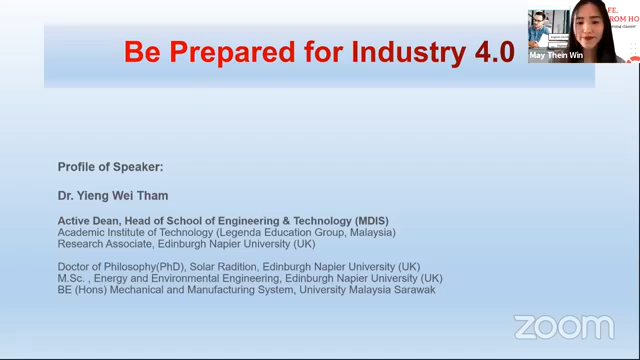 Be Prepared for Industry 4.0
May Thein Win
Profile of Speaker:
Dr. Yieng Wei Tham
Active Dean, Head of School of Engineering & Technology (MDIS)
Academic Institute of Technology (Legenda Education Group, Malaysia)
Research Associate, Edinburgh Napier University (UK)
Doctor of Philosophy(PhD), Solar Radition, Edinburgh Napier University (UK)
M.Sc. , Energy and Environmental Engineering, Edinburgh Napier University (UK)
BE (Hons) Mechanical and Manufacturing System, University Malaysia Sarawak
zoom